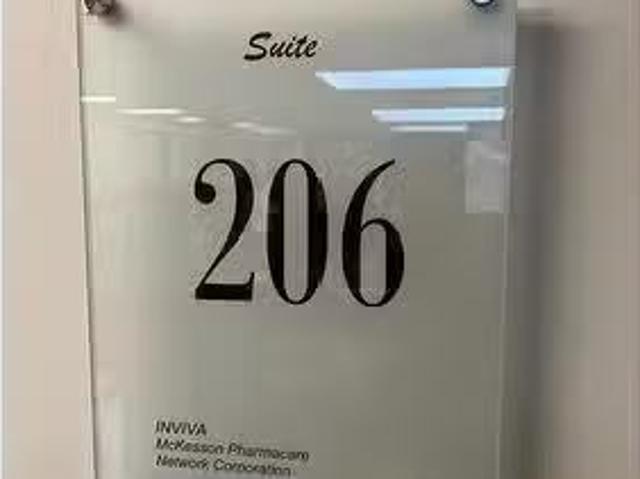 Suite
206
INVIVA
McKesson Pharmacare
Network Corporation